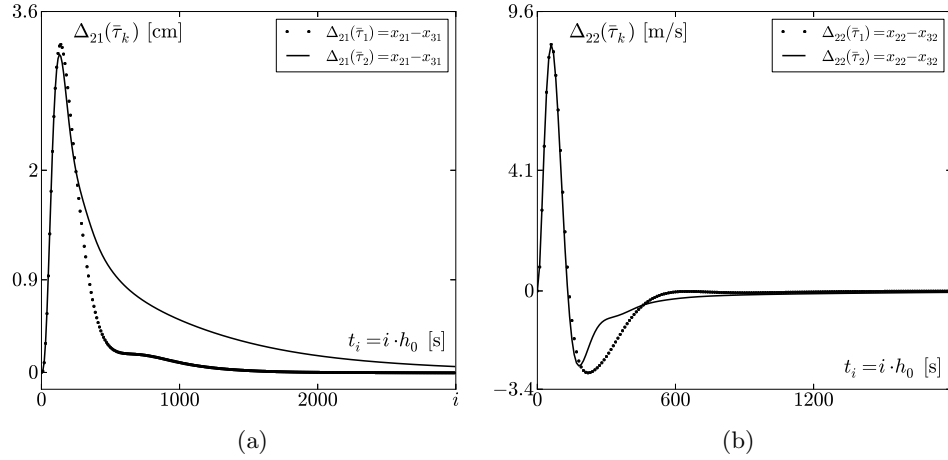 3.6
Δ₂₁(τ̄ₖ) [cm]
Δ₂₁(τ̄₁)=x₂₁−x₃₁
Δ₂₁(τ̄₂)=x₂₁−x₃₁
2
0.9
0
tᵢ=i·h₀ [s]
0
1000
2000
i
(a)
9.6
Δ₂₂(τ̄ₖ) [m/s]
Δ₂₂(τ̄₁)=x₂₂−x₃₂
Δ₂₂(τ̄₂)=x₂₂−x₃₂
4.1
0
−3.4
tᵢ=i·h₀ [s]
0
600
1200
(b)